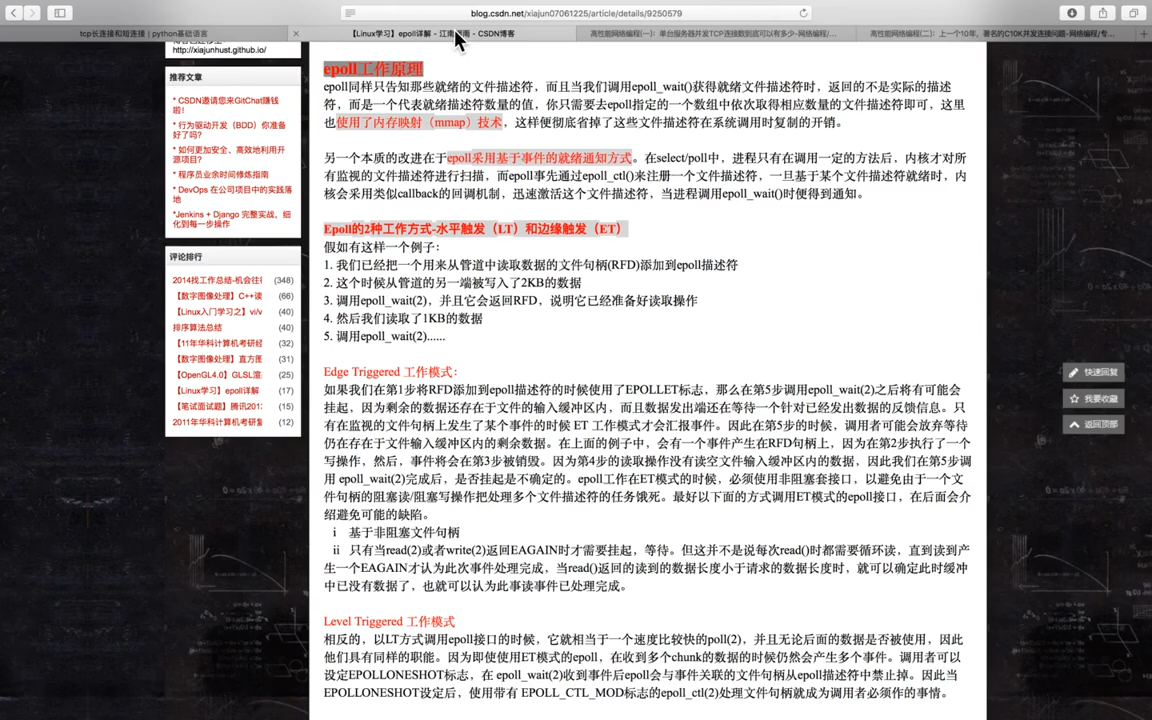 blog.csdn.net/xiajun07061225/article/details/9250579
tcp长连接和短连接 | python基础语言
【Linux学习】epoll详解 - 江南烟雨 - CSDN博客
高性能网络编程(一): 单台服务器并发TCP连接数到底可以有多少-网络编程/...
高性能网络编程(二): 上一个10年，著名的C10K并发连接问题-网络编程/专...
http://xiajunhust.github.io/
推荐文章
* CSDN邀请您来GitChat赚钱
啦！
* 行为驱动开发（BDD）你准备
好了吗？
* 如何更加安全、高效地利用开
源项目？
* 程序员业余时间修炼指南
* DevOps 在公司项目中的实践落
地
*Jenkins + Django 完整实战，细
化到每一步操作
评论排行
2014找工作总结-机会往往 (348)
【数字图像处理】C++读 (66)
【Linux入门学习之】vi/v (40)
排序算法总结 (40)
【11年华科计算机考研经 (32)
【数字图像处理】直方图 (31)
【OpenGL4.0】GLSL渲 (25)
【Linux学习】epoll详解 (17)
【笔试面试题】腾讯201 (15)
2011年华科计算机考研复 (12)
epoll工作原理
epoll同样只告知那些就绪的文件描述符，而且当我们调用epoll_wait()获得就绪文件描述符时，返回的不是实际的描述
符，而是一个代表就绪描述符数量的值，你只需要去epoll指定的一个数组中依次取得相应数量的文件描述符即可，这里
也使用了内存映射（mmap）技术，这样便彻底省掉了这些文件描述符在系统调用时复制的开销。
另一个本质的改进在于epoll采用基于事件的就绪通知方式。在select/poll中，进程只有在调用一定的方法后，内核才对所
有监视的文件描述符进行扫描，而epoll事先通过epoll_ctl()来注册一个文件描述符，一旦基于某个文件描述符就绪时，内
核会采用类似callback的回调机制，迅速激活这个文件描述符，当进程调用epoll_wait()时便得到通知。
Epoll的2种工作方式-水平触发（LT）和边缘触发（ET）
假如有这样一个例子：
1. 我们已经把一个用来从管道中读取数据的文件句柄(RFD)添加到epoll描述符
2. 这个时候从管道的另一端被写入了2KB的数据
3. 调用epoll_wait(2)，并且它会返回RFD，说明它已经准备好读取操作
4. 然后我们读取了1KB的数据
5. 调用epoll_wait(2)......
Edge Triggered 工作模式：
如果我们在第1步将RFD添加到epoll描述符的时候使用了EPOLLET标志，那么在第5步调用epoll_wait(2)之后将有可能会
挂起，因为剩余的数据还存在于文件的输入缓冲区内，而且数据发出端还在等待一个针对已经发出数据的反馈信息。只
有在监视的文件句柄上发生了某个事件的时候 ET 工作模式才会汇报事件。因此在第5步的时候，调用者可能会放弃等待
仍在存在于文件输入缓冲区内的剩余数据。在上面的例子中，会有一个事件产生在RFD句柄上，因为在第2步执行了一个
写操作，然后，事件将会在第3步被销毁。因为第4步的读取操作没有读空文件输入缓冲区内的数据，因此我们在第5步调
用 epoll_wait(2)完成后，是否挂起是不确定的。epoll工作在ET模式的时候，必须使用非阻塞套接口，以避免由于一个文
件句柄的阻塞读/阻塞写操作把处理多个文件描述符的任务饿死。最好以下面的方式调用ET模式的epoll接口，在后面会介
绍避免可能的缺陷。
i 基于非阻塞文件句柄
ii 只有当read(2)或者write(2)返回EAGAIN时才需要挂起，等待。但这并不是说每次read()时都需要循环读，直到读到产
生一个EAGAIN才认为此次事件处理完成，当read()返回的读到的数据长度小于请求的数据长度时，就可以确定此时缓冲
中已没有数据了，也就可以认为此事读事件已处理完成。
Level Triggered 工作模式
相反的，以LT方式调用epoll接口的时候，它就相当于一个速度比较快的poll(2)，并且无论后面的数据是否被使用，因此
他们具有同样的职能。因为即使使用ET模式的epoll，在收到多个chunk的数据的时候仍然会产生多个事件。调用者可以
设定EPOLLONESHOT标志，在 epoll_wait(2)收到事件后epoll会与事件关联的文件句柄从epoll描述符中禁止掉。因此当
EPOLLONESHOT设定后，使用带有 EPOLL_CTL_MOD标志的epoll_ctl(2)处理文件句柄就成为调用者必须作的事情。
快速回复
我要收藏
返回顶部